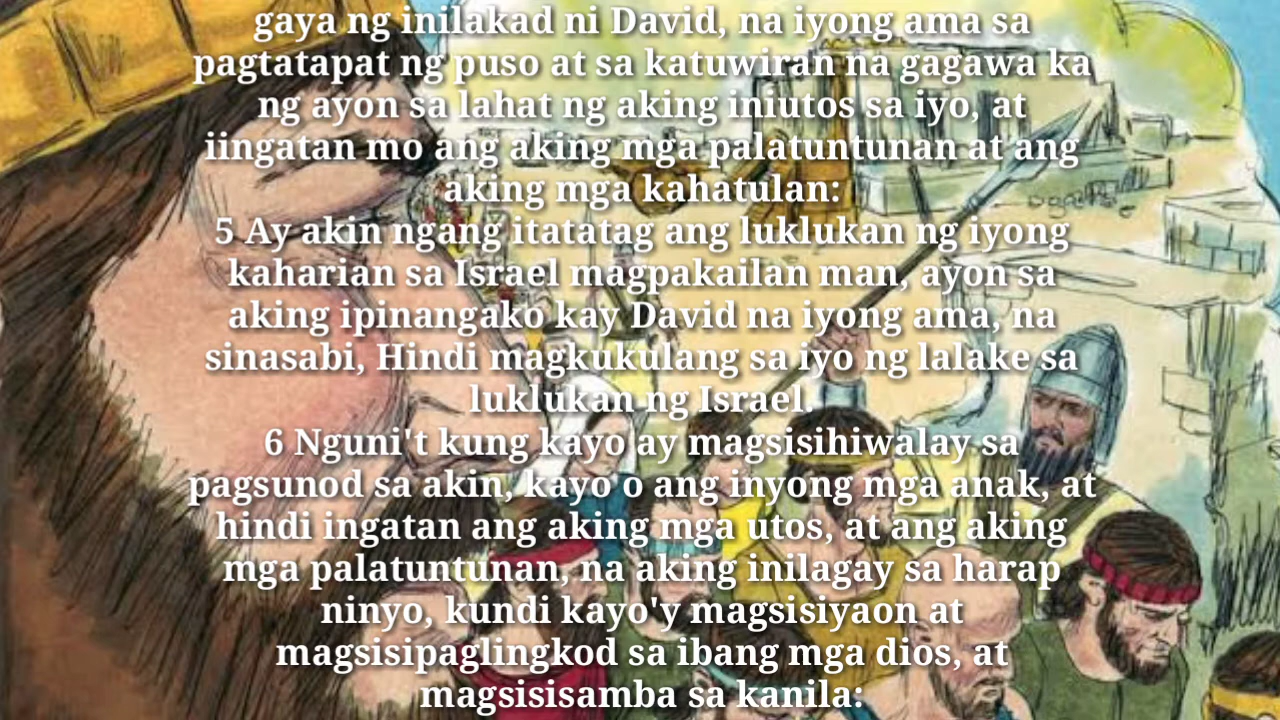 gaya ng inilakad ni David, na iyong ama sa
pagtatapat ng puso at sa katuwiran na gagawa ka
ng ayon sa lahat ng aking iniutos sa iyo, at
iingatan mo ang aking mga palatuntunan at ang
aking mga kahatulan:
5 Ay akin ngang itatatag ang luklukan ng iyong
kaharian sa Israel magpakailan man, ayon sa
aking ipinangako kay David na iyong ama, na
sinasabi, Hindi magkukulang sa iyo ng lalake sa
luklukan ng Israel.
6 Nguni't kung kayo ay magsisihiwalay sa
pagsunod sa akin, kayo o ang inyong mga anak, at
hindi ingatan ang aking mga utos, at ang aking
mga palatuntunan, na aking inilagay sa harap
ninyo, kundi kayo'y magsisiyaon at
magsisipaglingkod sa ibang mga dios, at
magsisisamba sa kanila: